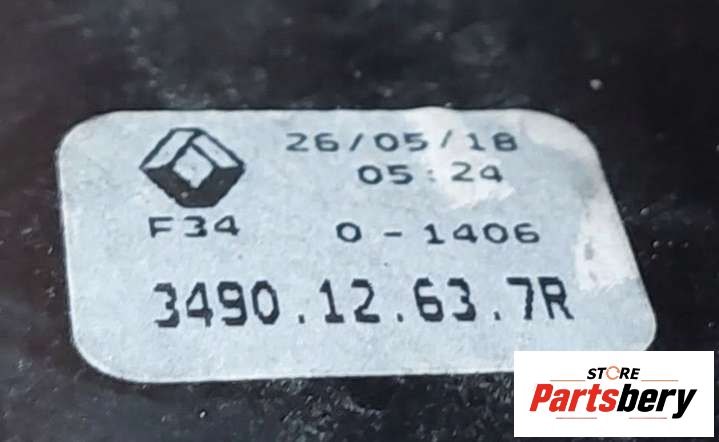 26/05/18
05:24
F34 0-1406
3490.12.63.7R
STORE
Partsbery